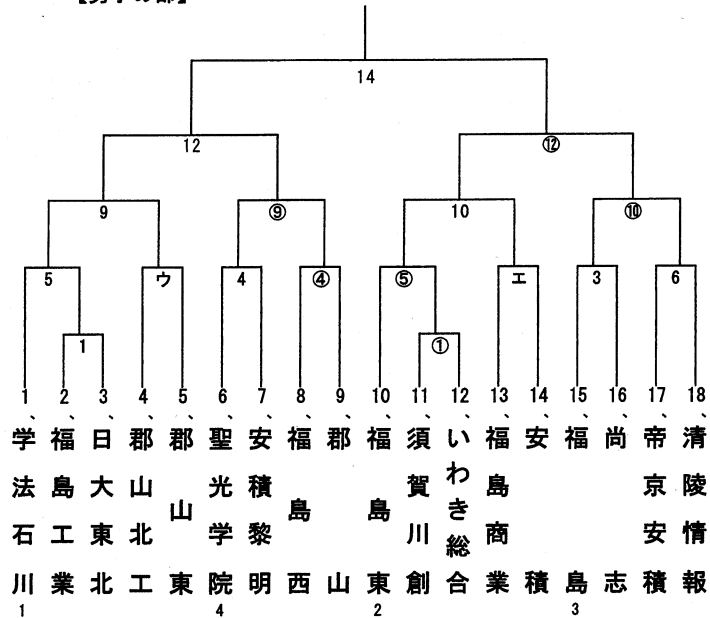 14
12
⑫
9
⑨
10
⑩
5
ウ
4
④
⑤
エ
3
6
1
①
1、学法石川
2、福島工業
3、日大東北
4、郡山北工
5、郡山東
6、聖光学院
7、安積黎明
8、福島西
9、郡山
10、福島東
11、須賀川創
12、いわき総合
13、福島商業
14、安積
15、福島
16、尚志
17、帝京安積
18、清陵情報
1
4
2
3